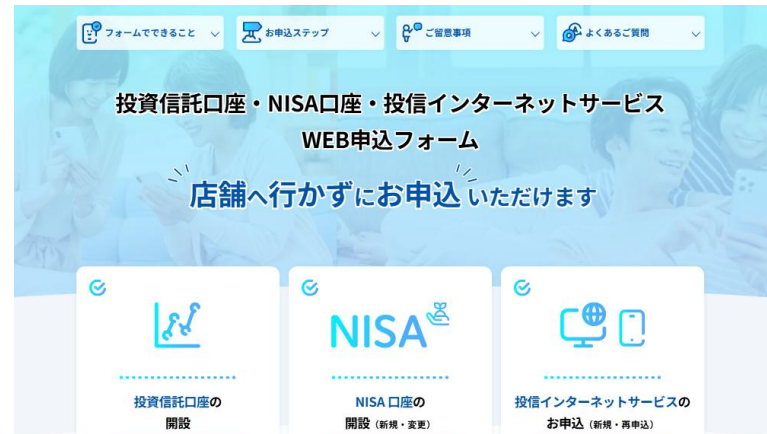 フォームでできること
お申込ステップ
ご留意事項
よくあるご質問
投資信託口座・NISA口座・投信インターネットサービス
WEB申込フォーム
店舗へ行かずにお申込いただけます
NISA
投資信託口座の
開設
NISA口座の
開設（新規・変更）
投信インターネットサービスの
お申込（新規・再申込）